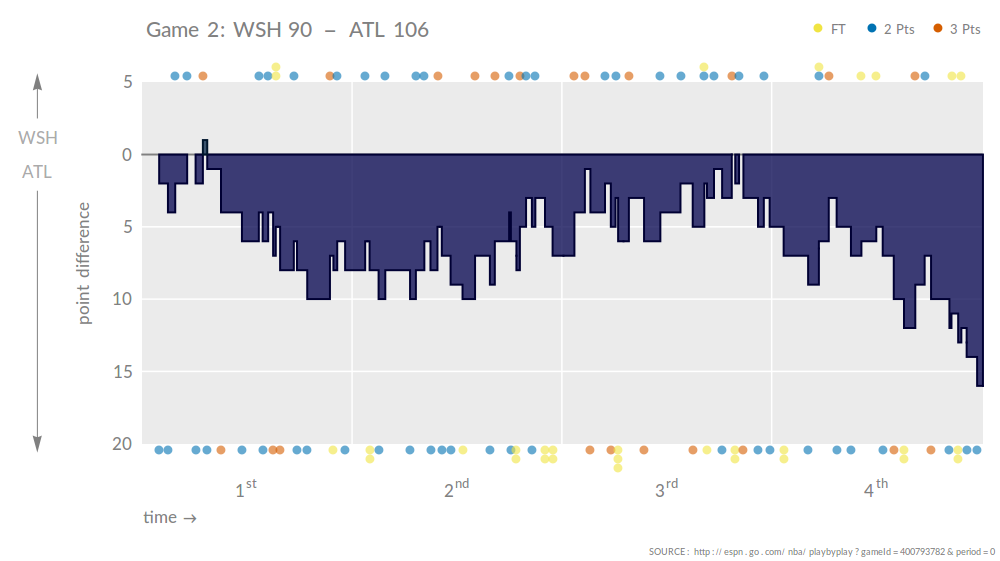 Game 2: WSH 90 – ATL 106
FT
2 Pts
3 Pts
WSH
ATL
point difference
5
0
5
10
15
20
1st
2nd
3rd
4th
time →
SOURCE: http://espn.go.com/nba/playbyplay?gameId=400793782&period=0